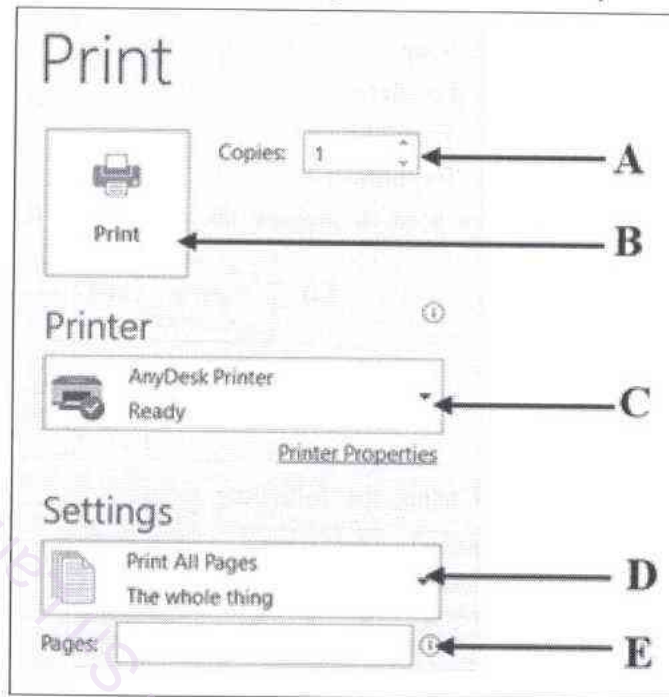 Print
Copies: 1
A
Print
B
Printer
AnyDesk Printer
Ready
C
Printer Properties
Settings
Print All Pages
The whole thing
D
Pages:
E